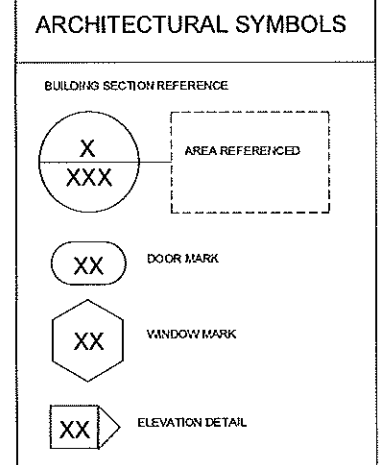 ARCHITECTURAL SYMBOLS
BUILDING SECTION REFERENCE
X
XXX
AREA REFERENCED
XX
DOOR MARK
XX
WINDOW MARK
XX
ELEVATION DETAIL